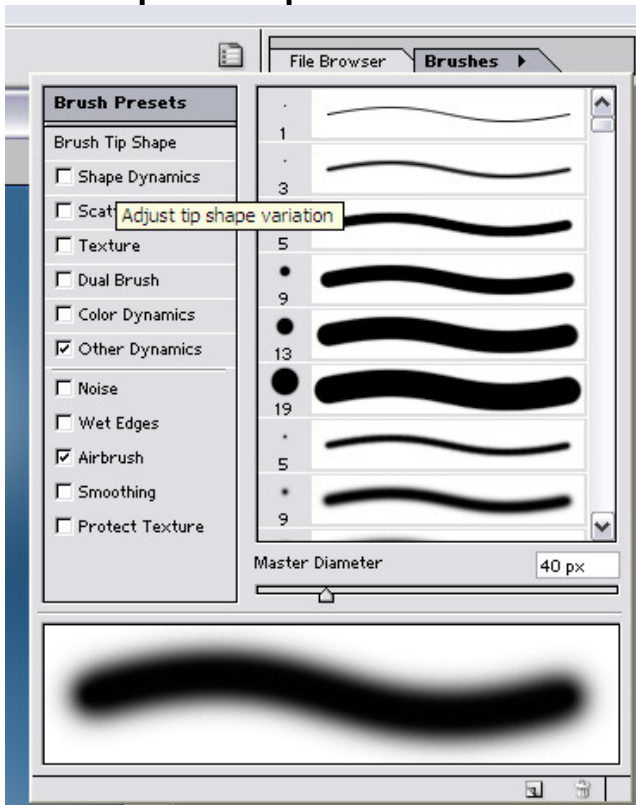 File Browser
Brushes
Brush Presets
Brush Tip Shape
Shape Dynamics
Scat
Adjust tip shape variation
Texture
Dual Brush
Color Dynamics
Other Dynamics
Noise
Wet Edges
Airbrush
Smoothing
Protect Texture
1
3
5
9
13
19
5
9
Master Diameter
40 px